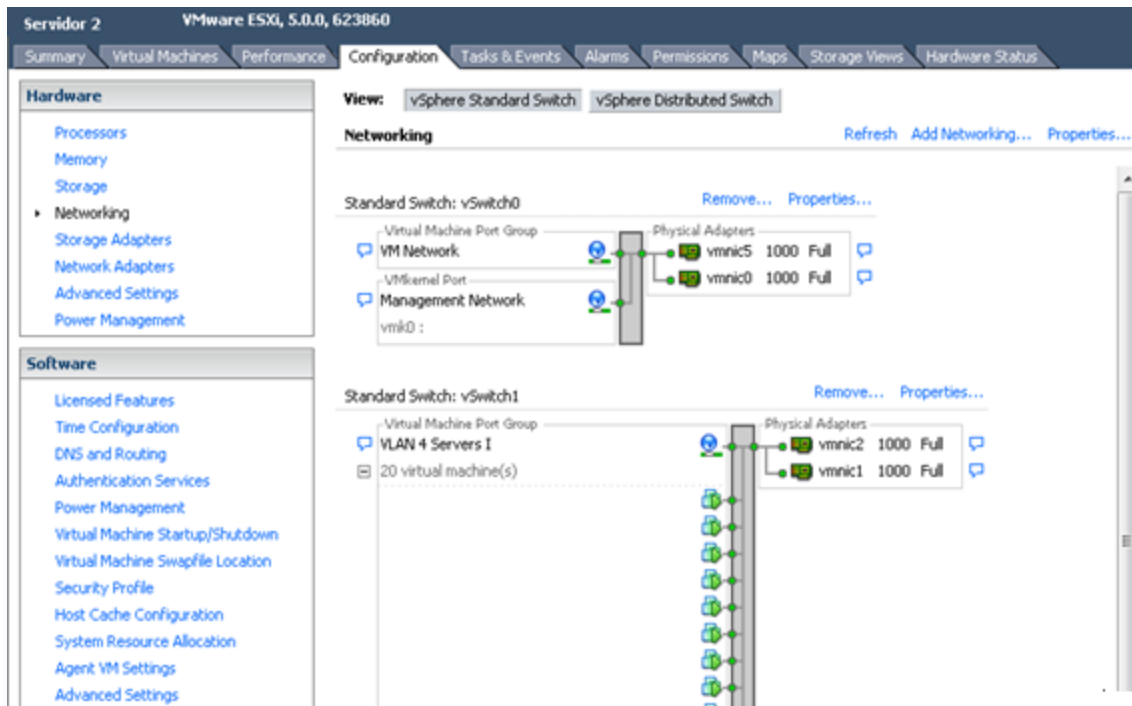 Servidor 2 VMware ESXi, 5.0.0, 623860
Summary Virtual Machines Performance Configuration Tasks & Events Alarms Permissions Maps Storage Views Hardware Status
Hardware
Processors
Memory
Storage
Networking
Storage Adapters
Network Adapters
Advanced Settings
Power Management
Software
Licensed Features
Time Configuration
DNS and Routing
Authentication Services
Power Management
Virtual Machine Startup/Shutdown
Virtual Machine Swapfile Location
Security Profile
Host Cache Configuration
System Resource Allocation
Agent VM Settings
Advanced Settings
View: vSphere Standard Switch vSphere Distributed Switch
Networking Refresh Add Networking... Properties...
Standard Switch: vSwitch0 Remove... Properties...
Virtual Machine Port Group Physical Adapters
VM Network vmnic5 1000 Full
vmnic0 1000 Full
VMkernel Port
Management Network
vmk0 :
Standard Switch: vSwitch1 Remove... Properties...
Virtual Machine Port Group Physical Adapters
VLAN 4 Servers I vmnic2 1000 Full
20 virtual machine(s) vmnic1 1000 Full